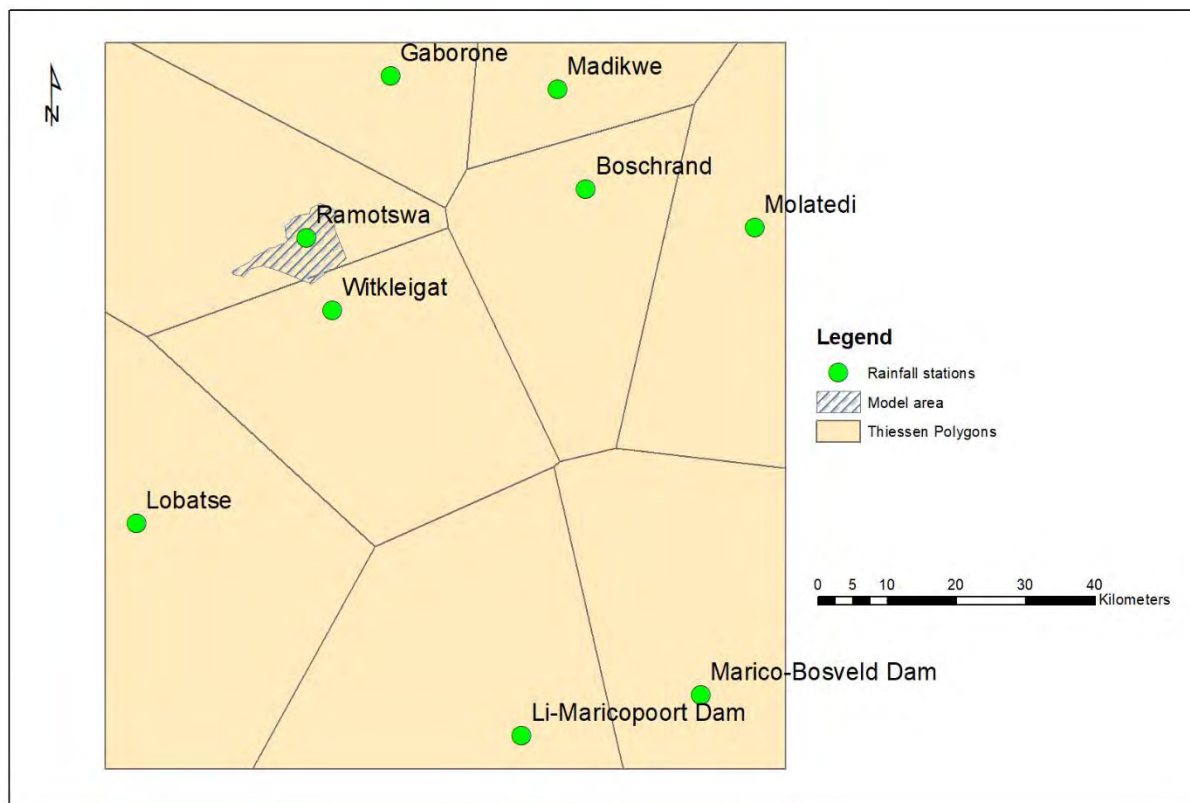 Gaborone
Madikwe
N
Boschrand
Molatedi
Ramotswa
Witkleigat
Legend
Rainfall stations
Model area
Thiessen Polygons
Lobatse
0 5 10 20 30 40
Kilometers
Marico-Bosveld Dam
Li-Maricopoort Dam